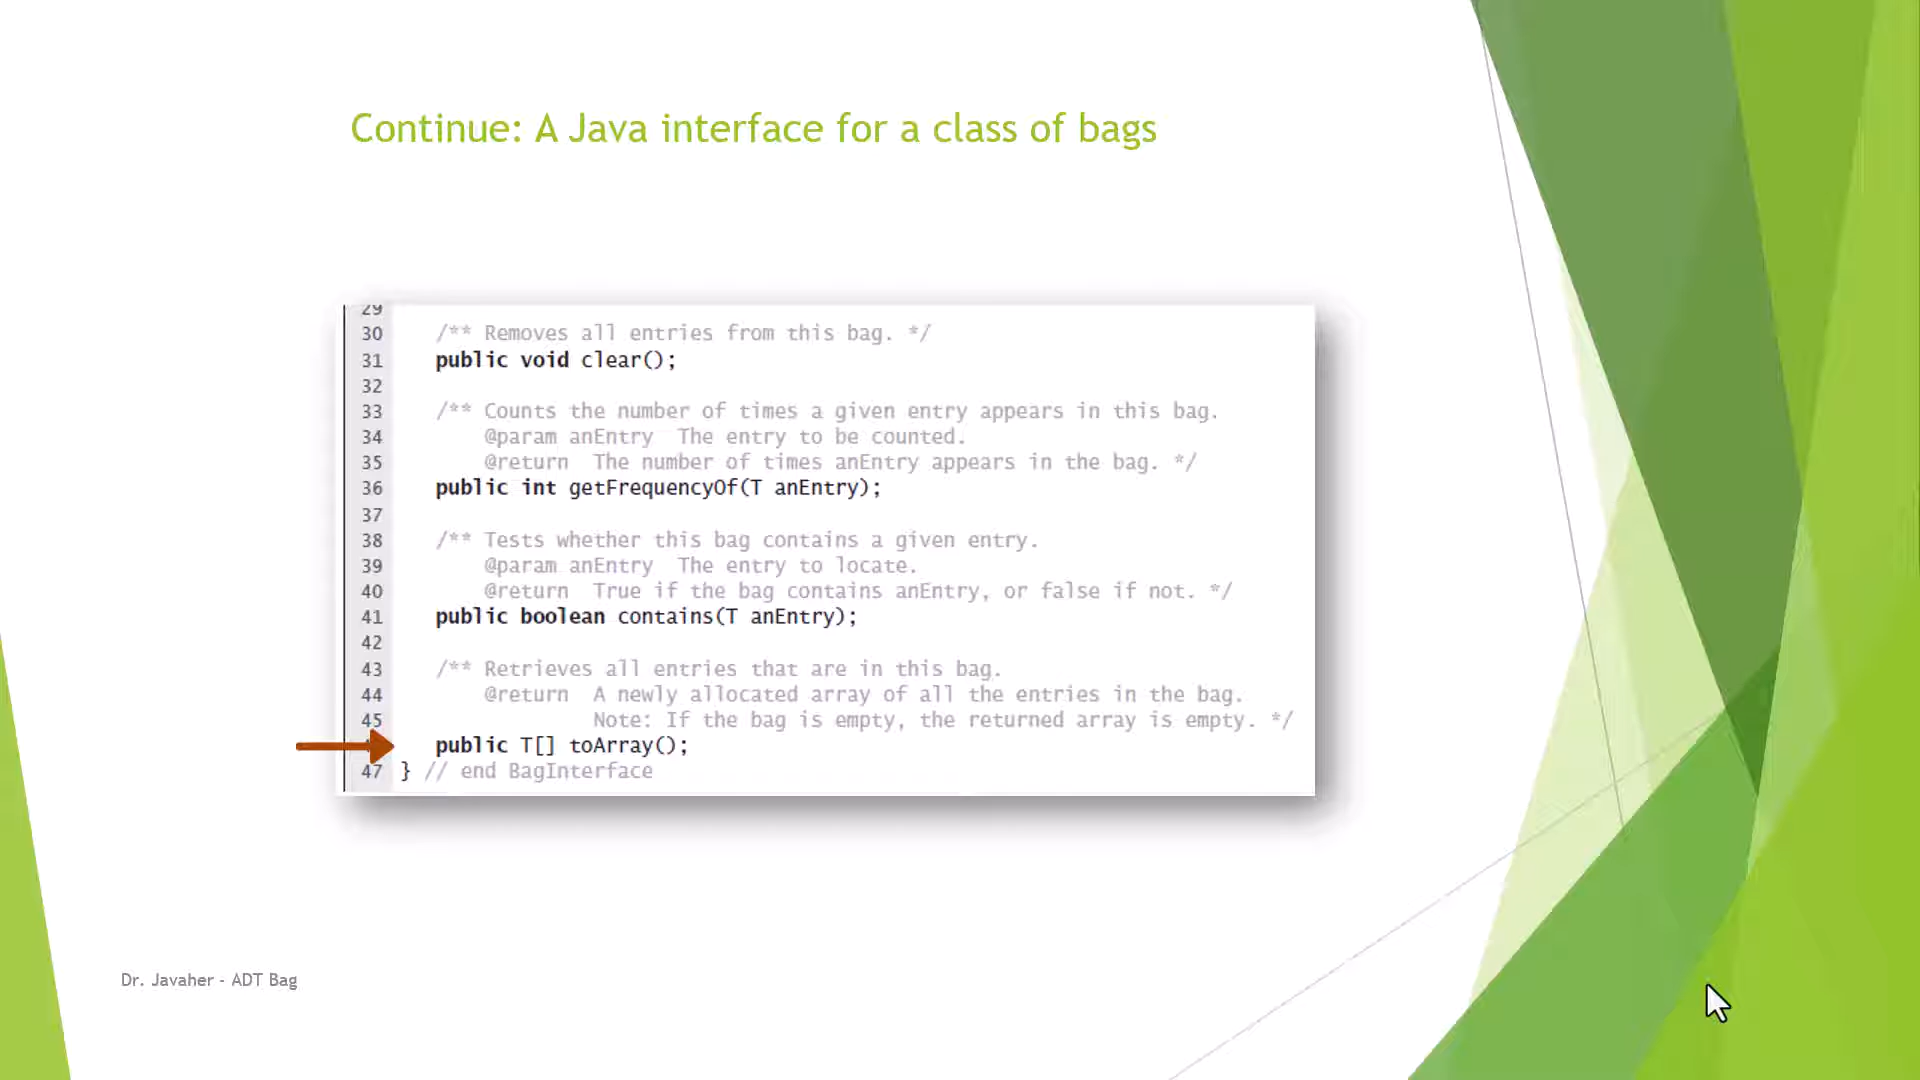 Continue: A Java interface for a class of bags
29
30 /** Removes all entries from this bag. */
31 public void clear();
32
33 /** Counts the number of times a given entry appears in this bag.
34 @param anEntry The entry to be counted.
35 @return The number of times anEntry appears in the bag. */
36 public int getFrequencyOf(T anEntry);
37
38 /** Tests whether this bag contains a given entry.
39 @param anEntry The entry to locate.
40 @return True if the bag contains anEntry, or false if not. */
41 public boolean contains(T anEntry);
42
43 /** Retrieves all entries that are in this bag.
44 @return A newly allocated array of all the entries in the bag.
45 Note: If the bag is empty, the returned array is empty. */
public T[] toArray();
47 } // end BagInterface
Dr. Javaher - ADT Bag